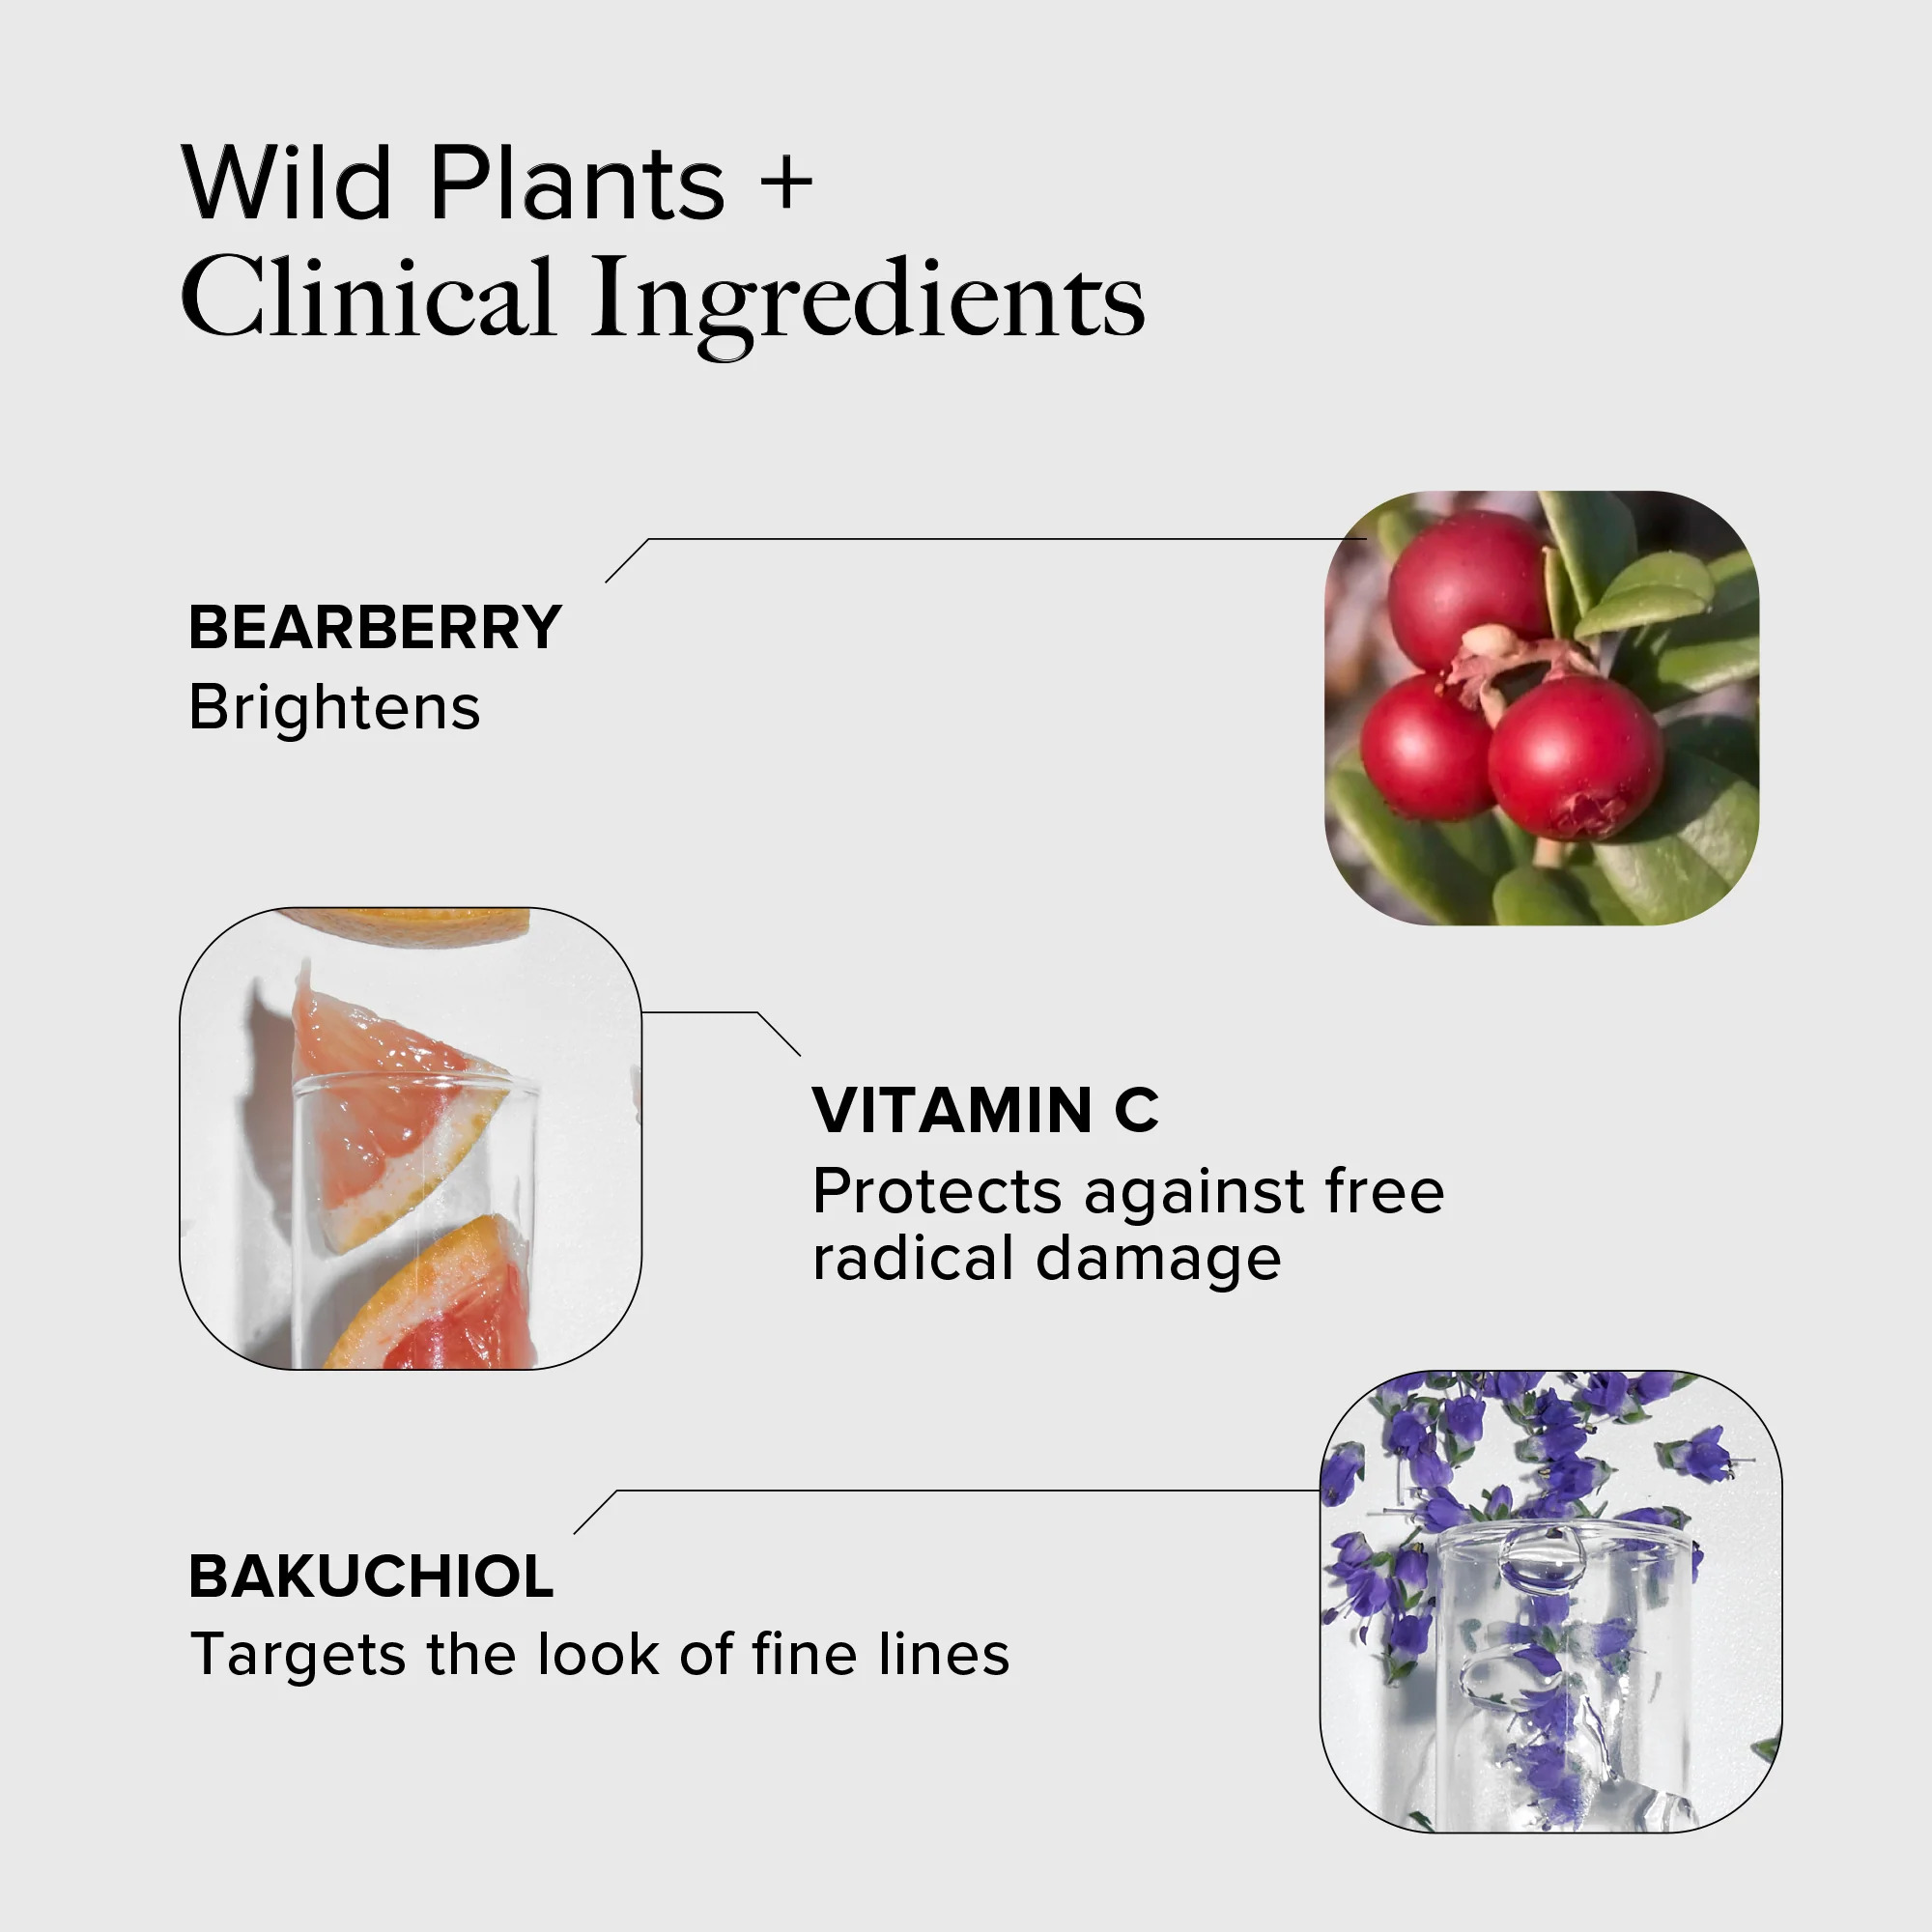 Wild Plants +
Clinical Ingredients
BEARBERRY
Brightens
VITAMIN C
Protects against free
radical damage
BAKUCHIOL
Targets the look of fine lines